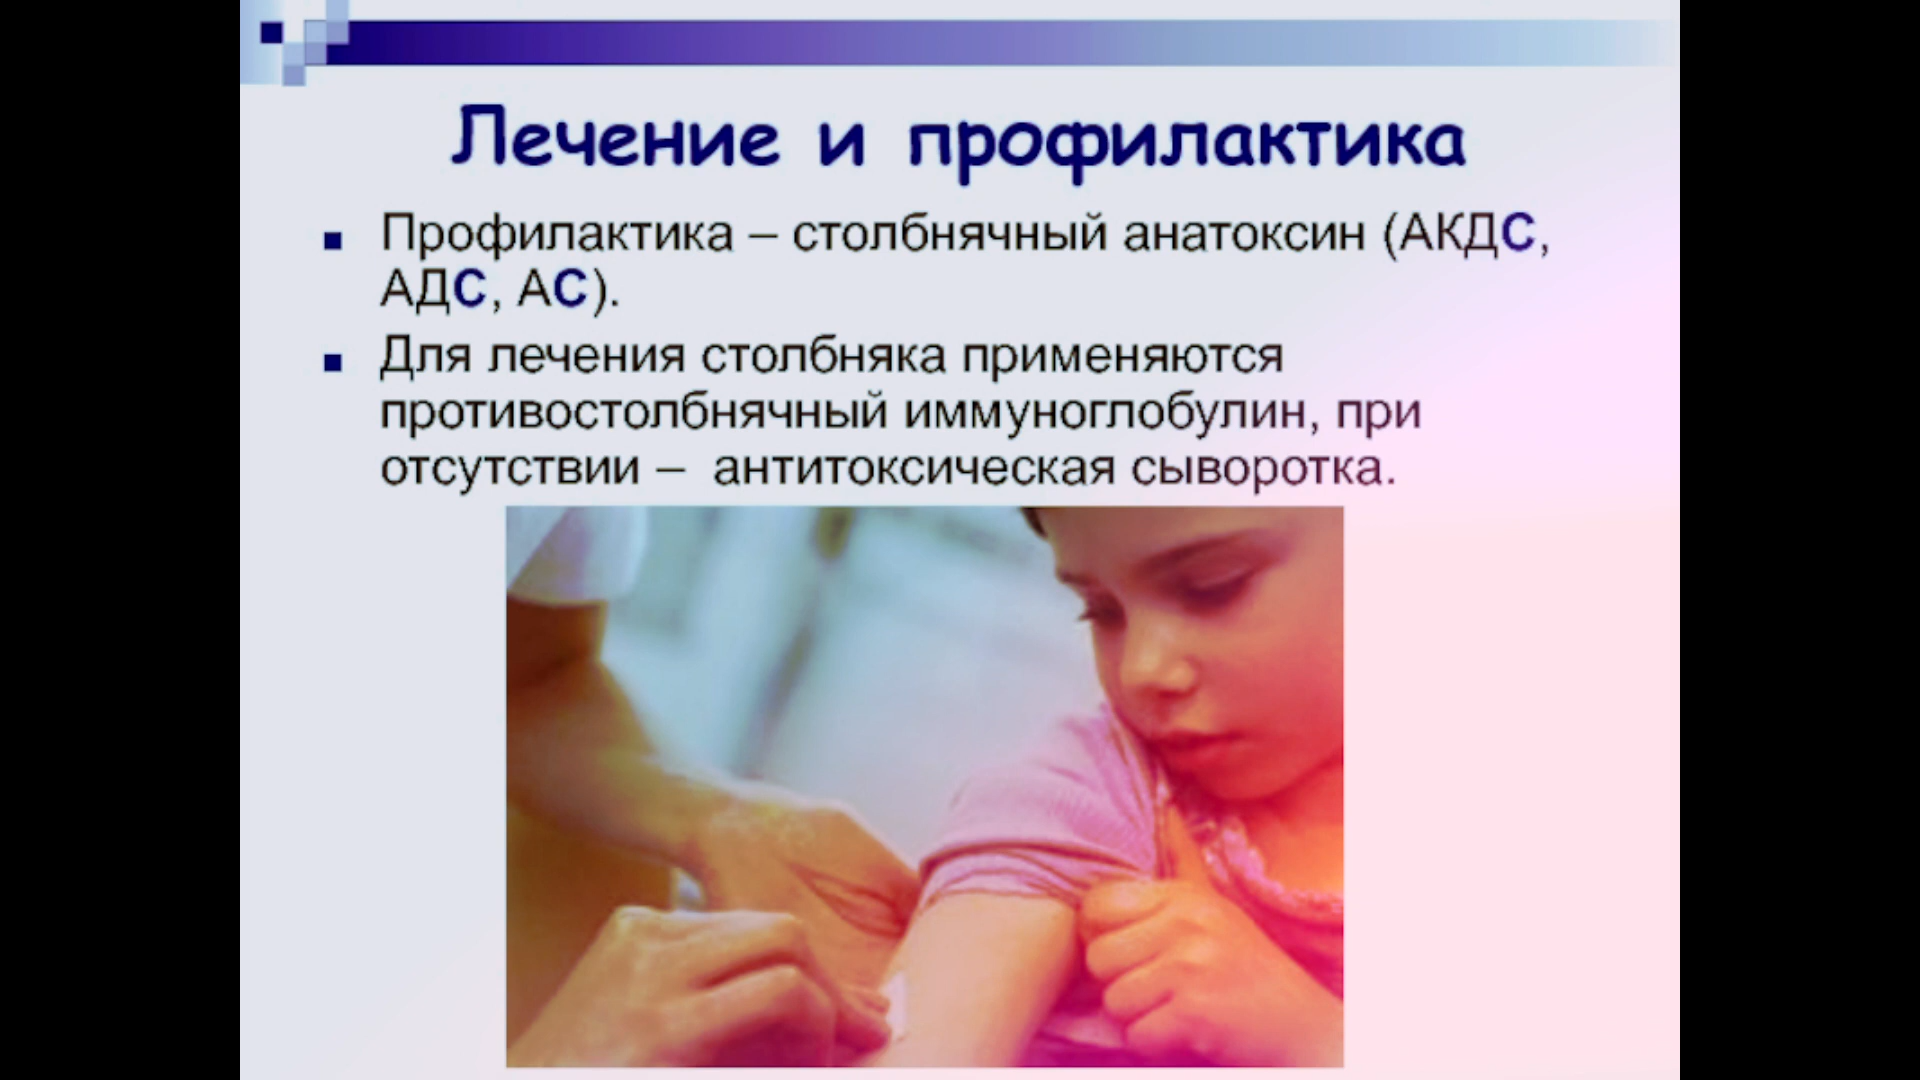 Лечение и профилактика
Профилактика – столбнячный анатоксин (АКДС,
АДС, АС).
Для лечения столбняка применяются
противостолбнячный иммуноглобулин, при
отсутствии – антитоксическая сыворотка.